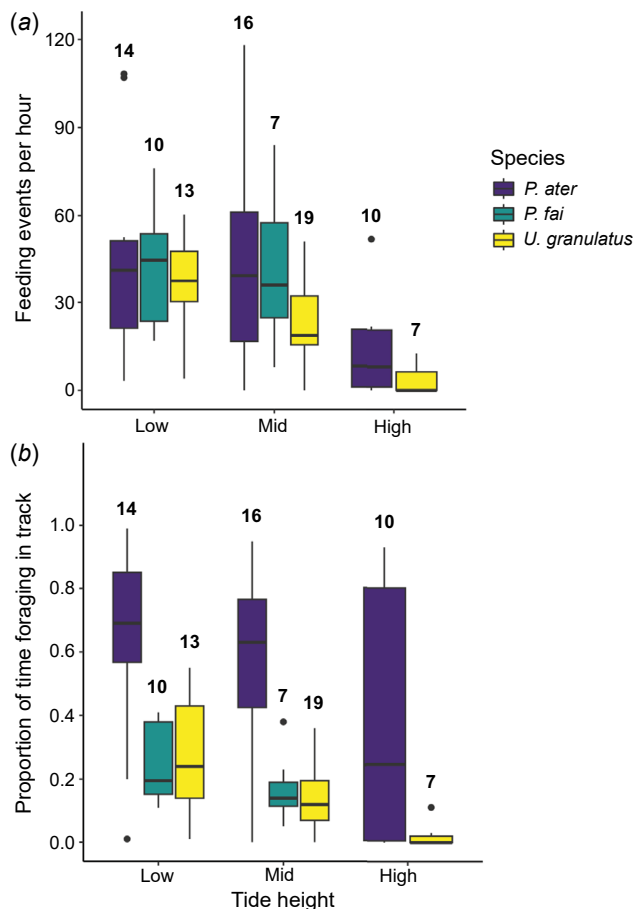 (a)
Feeding events per hour
120
90
60
30
0
14
10
13
16
7
19
10
7
Low
Mid
High
Species
P. ater
P. fai
U. granulatus
(b)
Proportion of time foraging in track
1.0
0.8
0.6
0.4
0.2
0.0
14
10
13
16
7
19
10
7
Low
Mid
High
Tide height